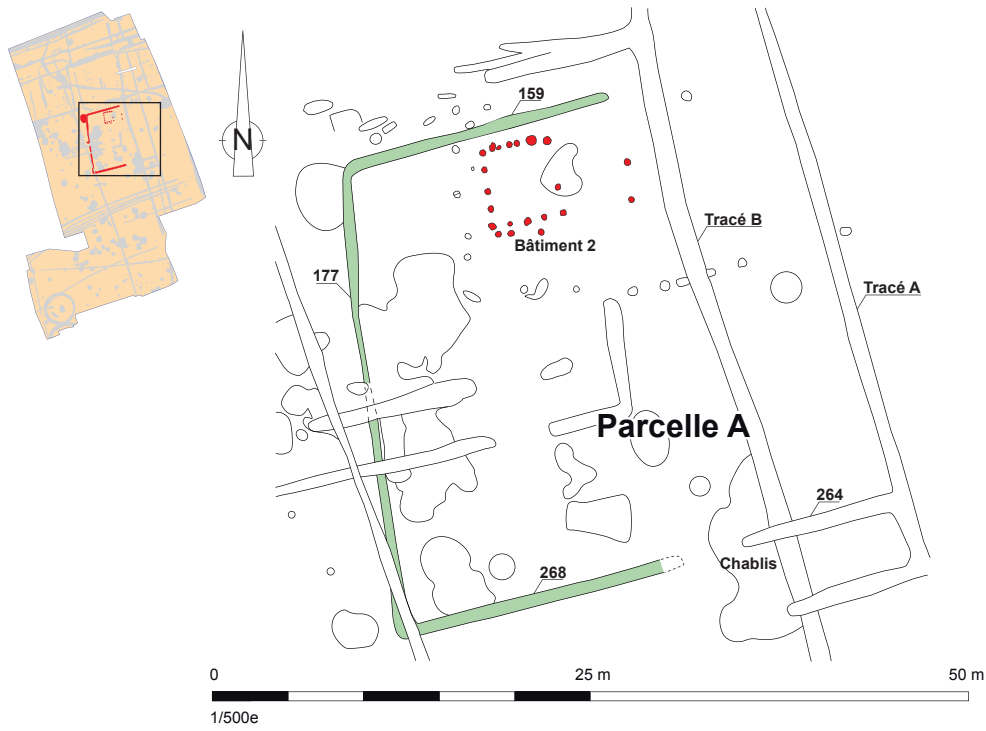 159
N
Tracé B
Bâtiment 2
177
Tracé A
Parcelle A
264
Chablis
268
0 25 m 50 m
1/500e